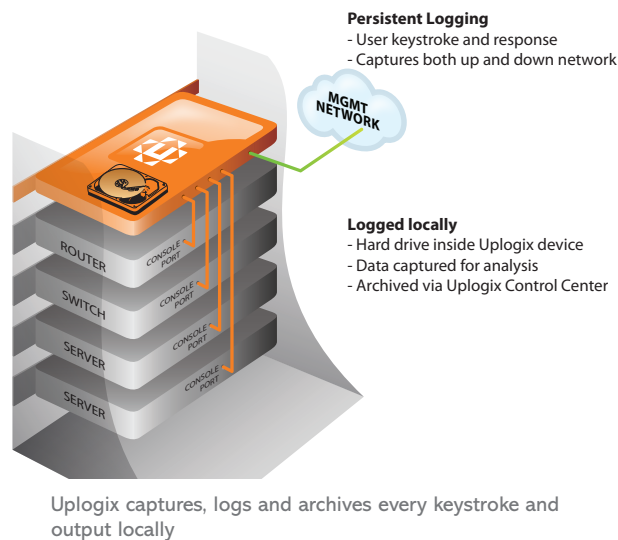 Persistent Logging
- User keystroke and response
- Captures both up and down network
MGMT
NETWORK
Logged locally
- Hard drive inside Uplogix device
- Data captured for analysis
- Archived via Uplogix Control Center
ROUTER
CONSOLE
PORT
SWITCH
CONSOLE
PORT
SERVER
CONSOLE
PORT
SERVER
CONSOLE
PORT
Uplogix captures, logs and archives every keystroke and
output locally